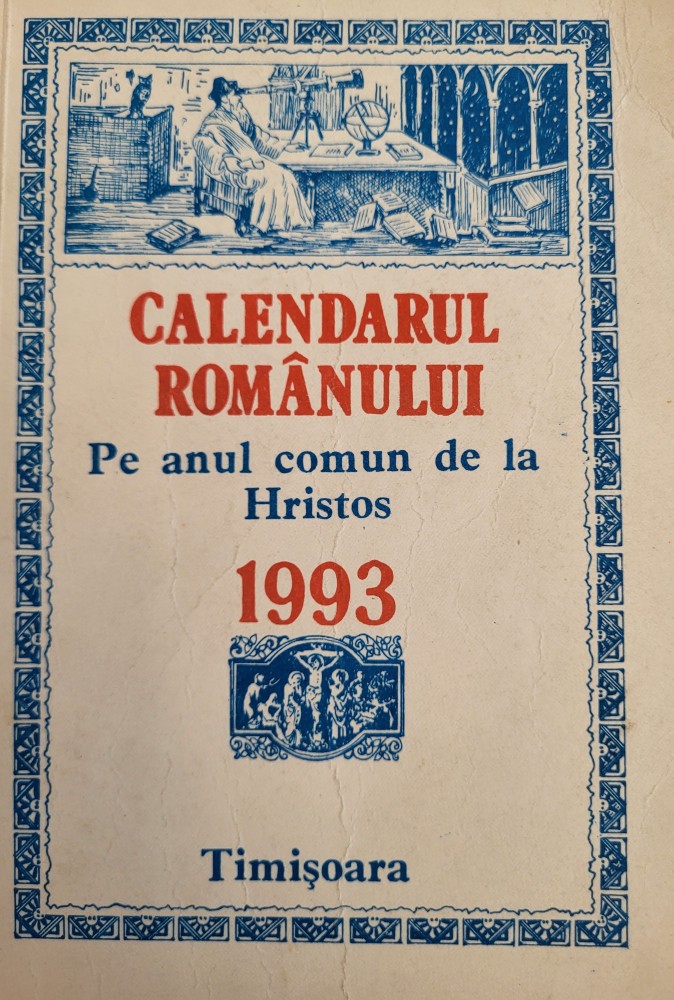 CALENDARUL
ROMÂNULUI
Pe anul comun de la
Hristos
1993
Timişoara